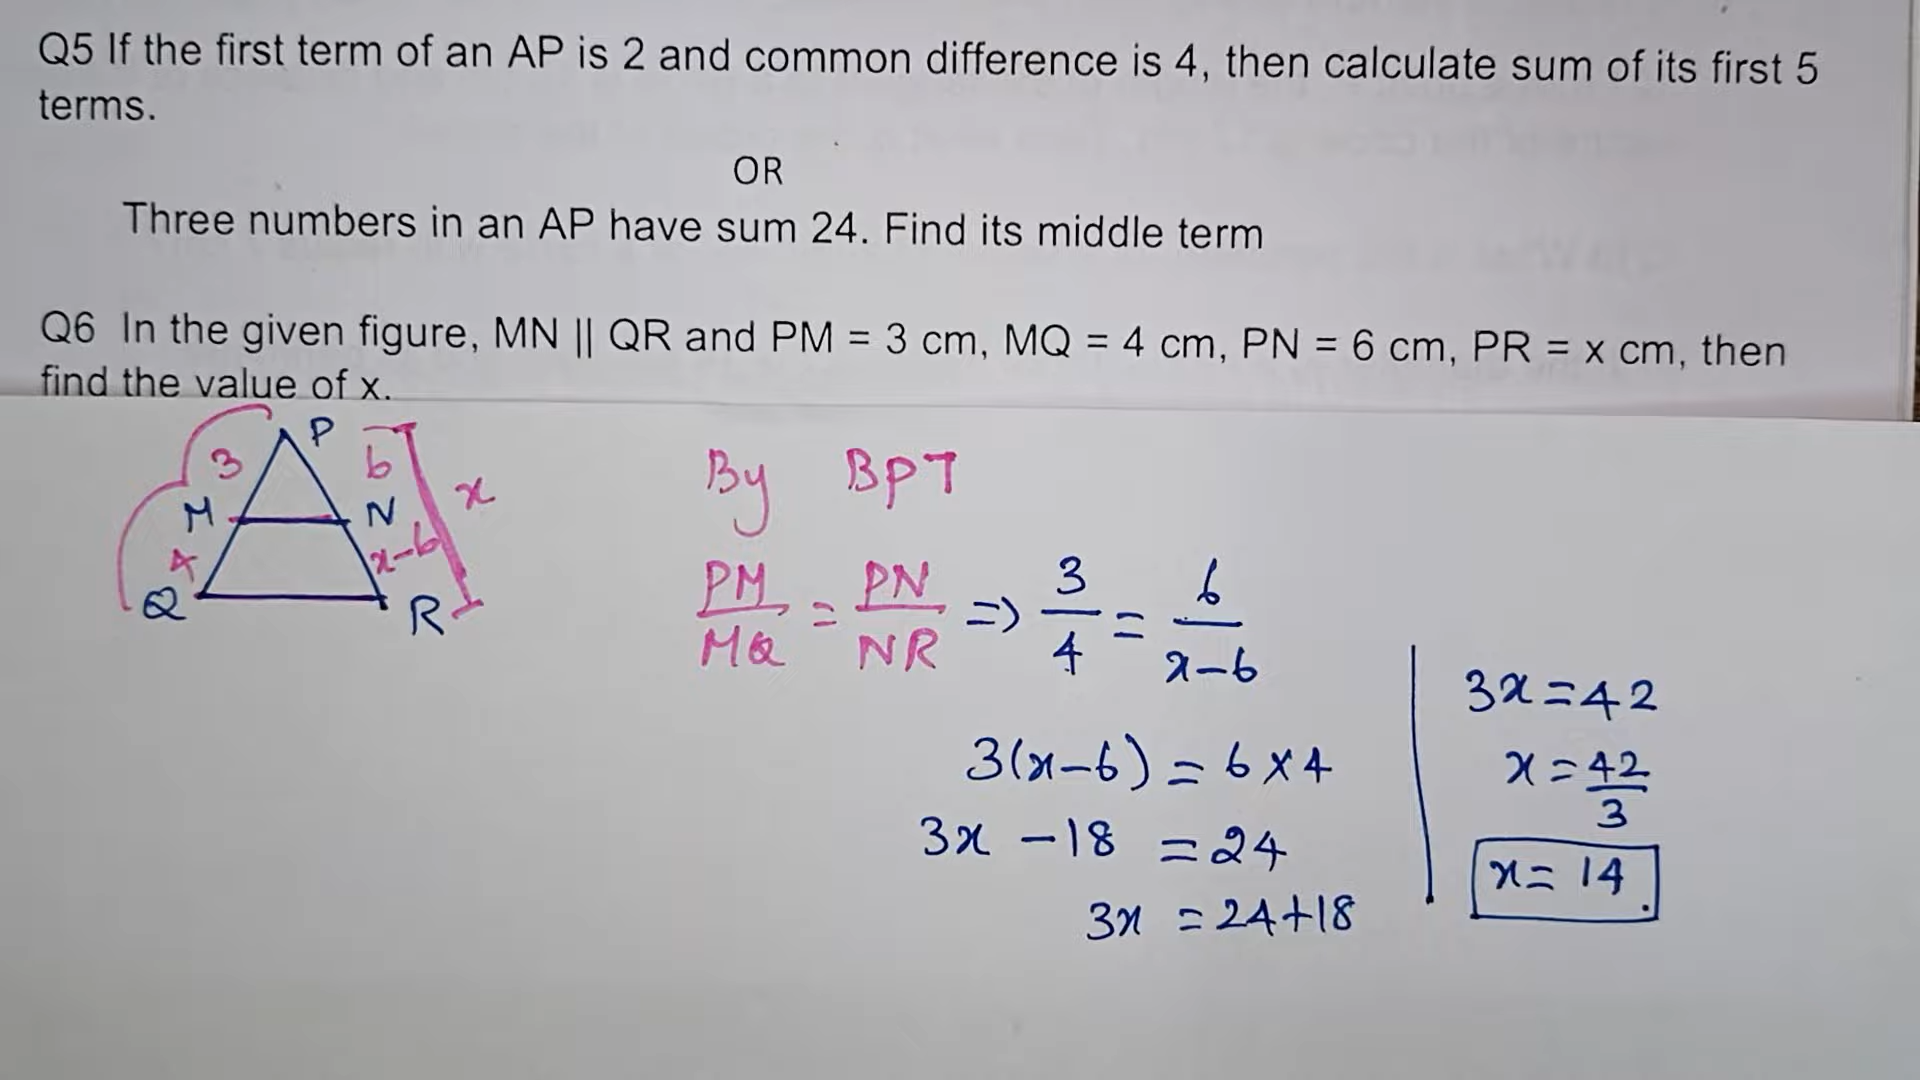 Q5 If the first term of an AP is 2 and common difference is 4, then calculate sum of its first 5
terms.
OR
Three numbers in an AP have sum 24. Find its middle term
Q6 In the given figure, MN || QR and PM = 3 cm, MQ = 4 cm, PN = 6 cm, PR = x cm, then
find the value of x.
P
3 6
x
M N
4 x-6
Q R
By BPT
PM/MQ = PN/NR => 3/4 = 6/x-6
3(x-6) = 6 x 4
3x - 18 = 24
3x = 24+18
3x = 42
x = 42/3
x = 14.